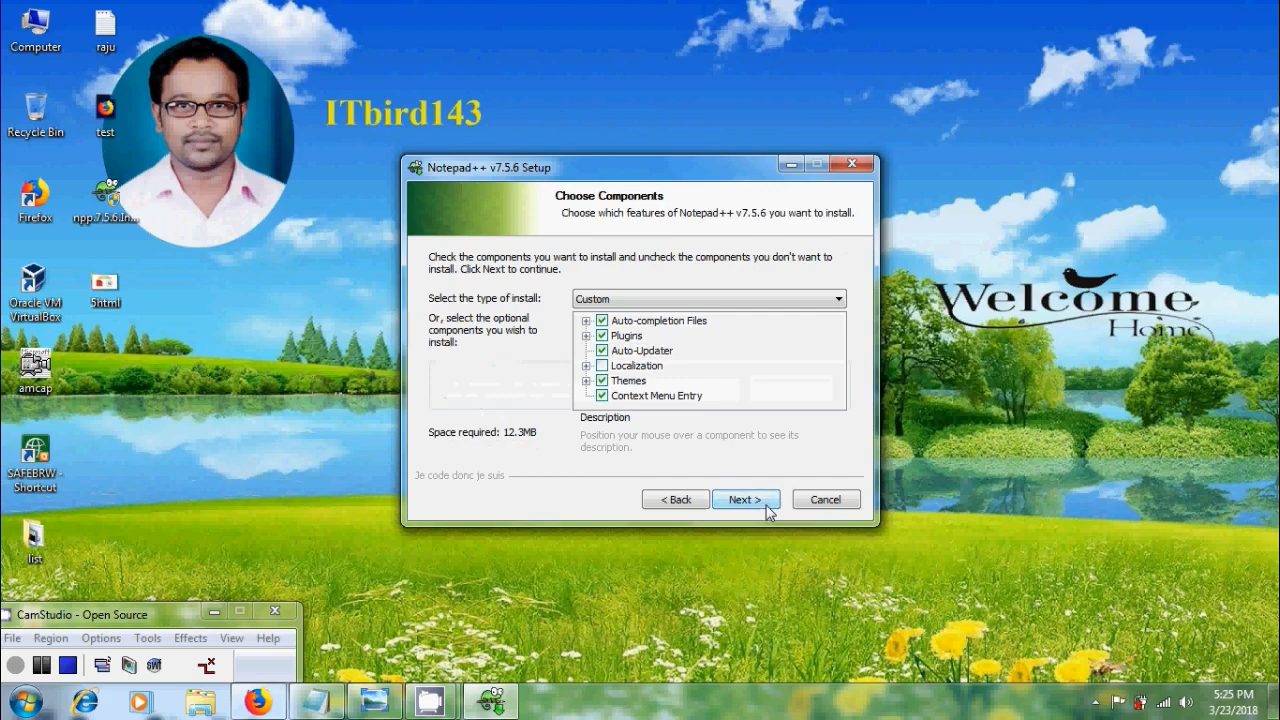 Computer
raju
Recycle Bin
test
Firefox
npp.7.5.6.In...
Oracle VM
VirtualBox
5html
Microsoft
amcap
SAFEBRW -
Shortcut
list
ITbird143
Notepad++ v7.5.6 Setup
Choose Components
Choose which features of Notepad++ v7.5.6 you want to install.
Check the components you want to install and uncheck the components you don't want to
install. Click Next to continue.
Select the type of install:
Custom
Or, select the optional
components you wish to
install:
Auto-completion Files
Plugins
Auto-Updater
Localization
Themes
Context Menu Entry
Space required: 12.3MB
Description
Position your mouse over a component to see its
description.
Je code donc je suis
< Back
Next >
Cancel
Welcome
Home
CamStudio - Open Source
File Region Options Tools Effects View Help
SWF
5:25 PM
3/23/2018